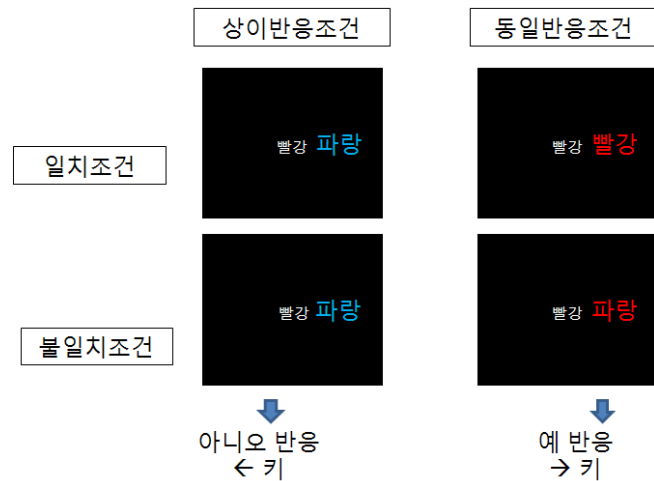 상이반응조건
동일반응조건
일치조건
빨강 파랑
빨강 빨강
불일치조건
빨강 파랑
빨강 파랑
아니오 반응
← 키
예 반응
→ 키